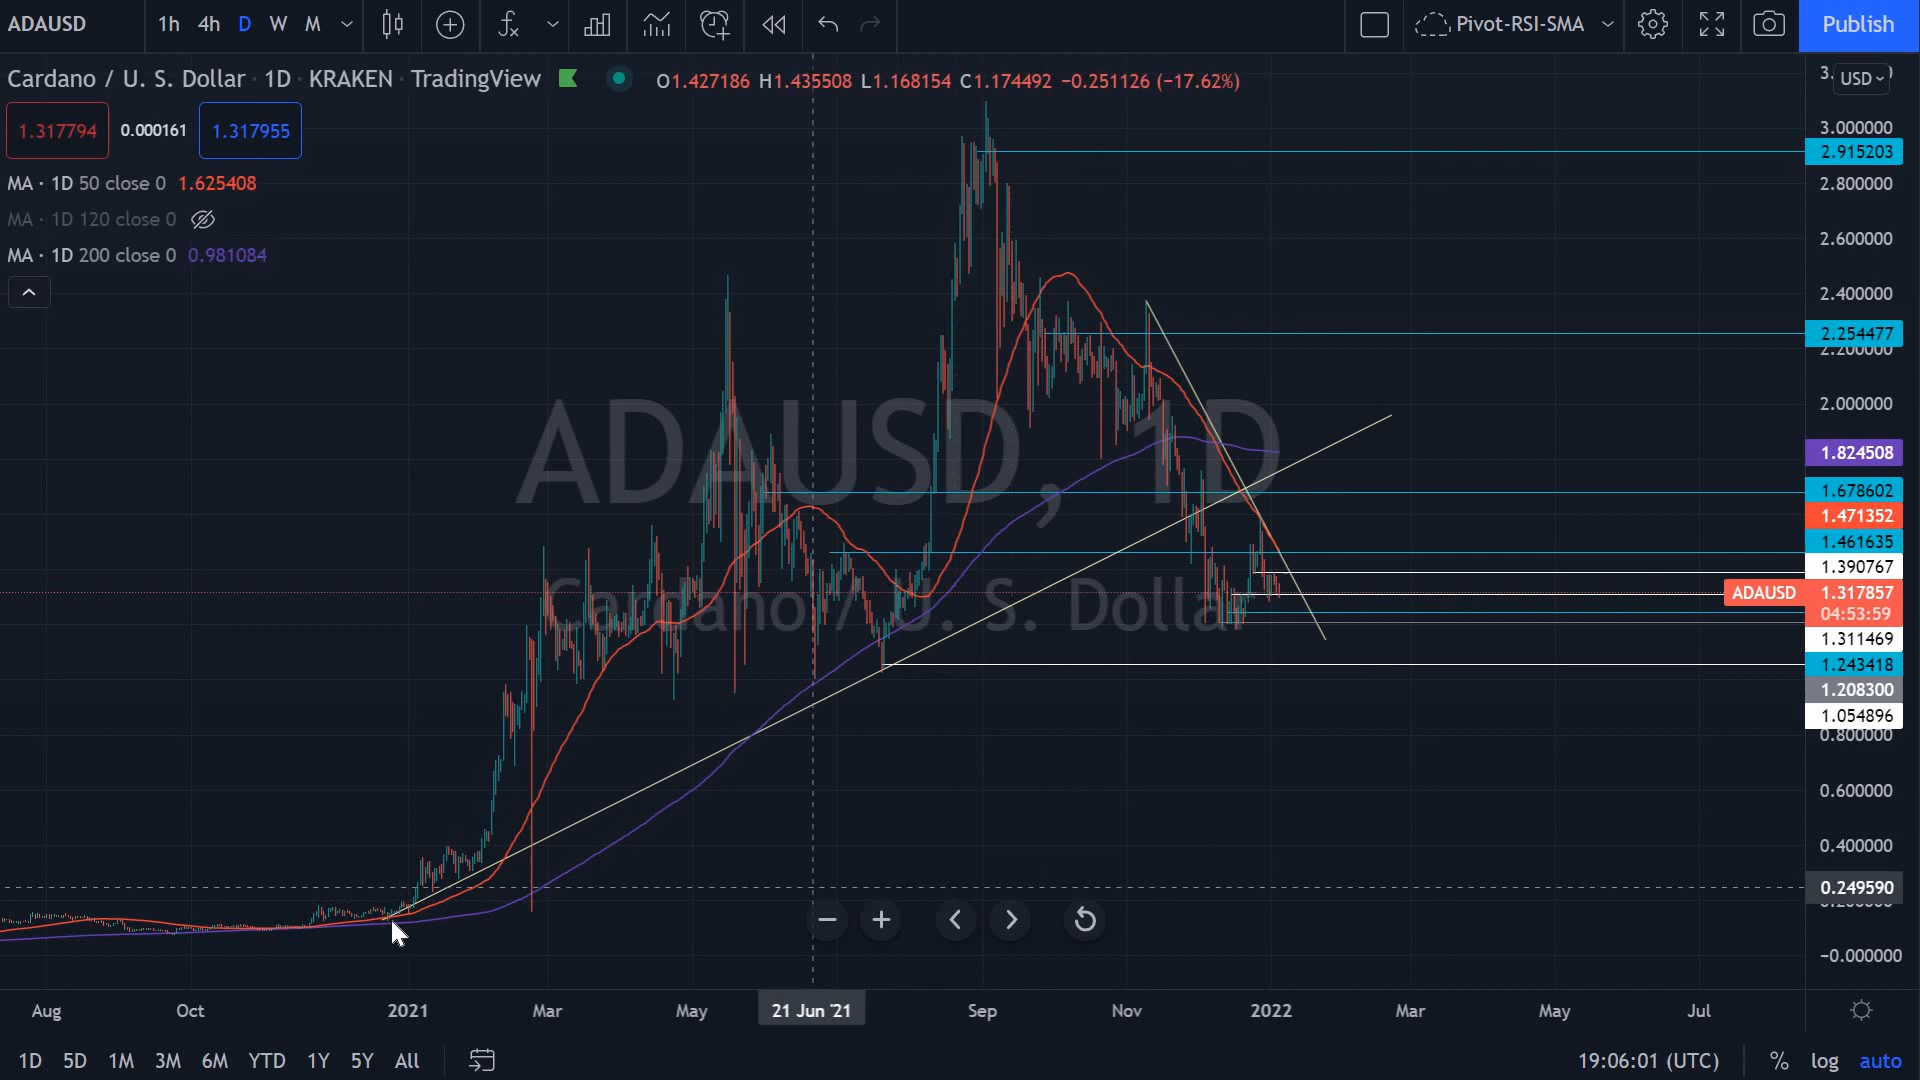 ADAUSD 1h 4h D W M Pivot-RSI-SMA Publish
Cardano / U. S. Dollar · 1D · KRAKEN · TradingView O1.427186 H1.435508 L1.168154 C1.174492 −0.251126 (−17.62%)
USD
1.317794 0.000161 1.317955
MA · 1D 50 close 0 1.625408
MA · 1D 120 close 0
MA · 1D 200 close 0 0.981084
ADAUSD, 1D
Cardano / U. S. Dollar
3.000000
2.915203
2.800000
2.600000
2.400000
2.254477
2.200000
2.000000
1.824508
1.678602
1.471352
1.461635
1.390767
ADAUSD 1.317857
04:53:59
1.311469
1.243418
1.208300
1.054896
0.800000
0.600000
0.400000
0.249590
−0.000000
Aug Oct 2021 Mar May 21 Jun '21 Sep Nov 2022 Mar May Jul
1D 5D 1M 3M 6M YTD 1Y 5Y All 19:06:01 (UTC) % log auto